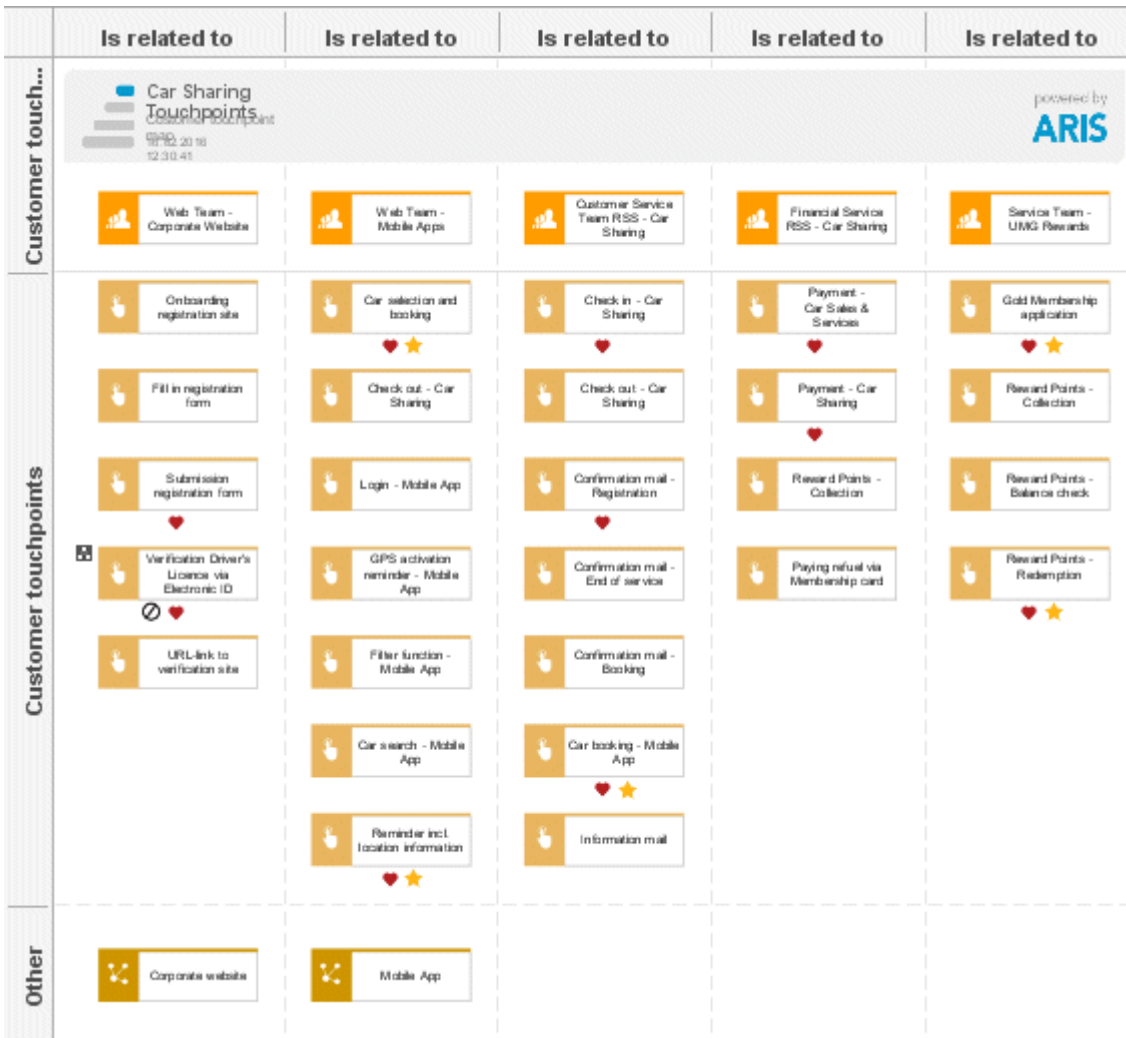 Is related to
Is related to
Is related to
Is related to
Is related to
Customer touch...
Car Sharing
Touchpoints
Customer touchpoint
map
12:30:41
powered by
ARIS
Web Team -
Corporate Website
Web Team -
Mobile Apps
Customer Service
Team RSS - Car
Sharing
Financial Service
RSS - Car Sharing
Service Team -
UMG Rewards
Customer touchpoints
Onboarding
registration site
Car selection and
booking
Check in - Car
Sharing
Payment -
Car Sales &
Services
Gold Membership
application
Fill in registration
form
Check out - Car
Sharing
Check out - Car
Sharing
Payment - Car
Sharing
Reward Points -
Collection
Submission
registration form
Login - Mobile App
Confirmation mail -
Registration
Reward Points -
Collection
Reward Points -
Balance check
Verification Driver's
Licence via
Electronic ID
GPS activation
reminder - Mobile
App
Confirmation mail -
End of service
Paying refuel via
Membership card
Reward Points -
Redemption
URL-link to
verification site
Filter function -
Mobile App
Confirmation mail -
Booking
Car search - Mobile
App
Car booking - Mobile
App
Reminder incl.
location information
Information mail
Other
Corporate website
Mobile App